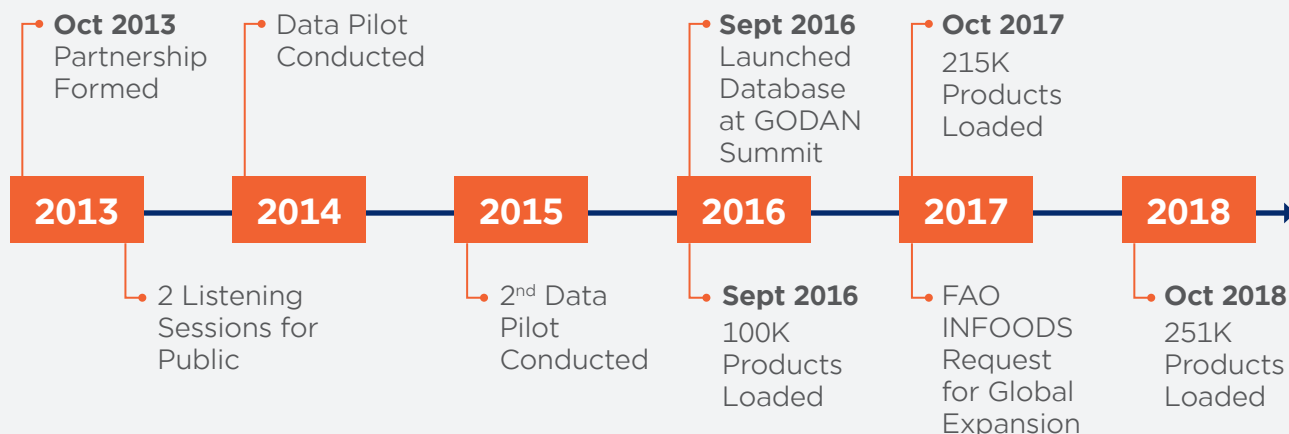 Oct 2013
Partnership
Formed
Data Pilot
Conducted
Sept 2016
Launched
Database
at GODAN
Summit
Oct 2017
215K
Products
Loaded
2013
2014
2015
2016
2017
2018
2 Listening
Sessions for
Public
2nd Data
Pilot
Conducted
Sept 2016
100K
Products
Loaded
FAO
INFOODS
Request
for Global
Expansion
Oct 2018
251K
Products
Loaded